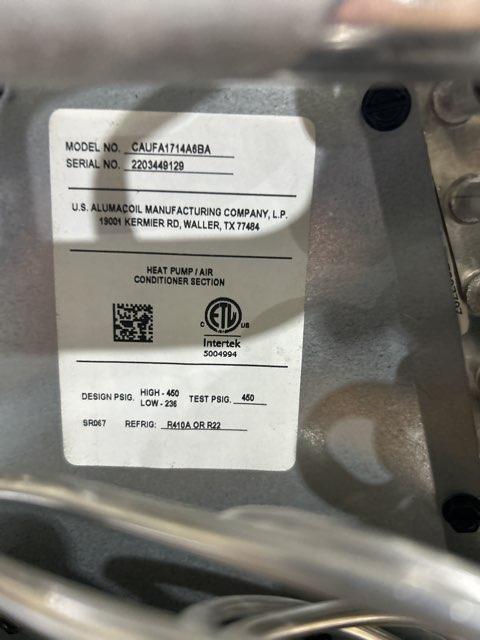 MODEL NO. CAUFA1714A6BA
SERIAL NO. 2203449129
U.S. ALUMACOIL MANUFACTURING COMPANY, L.P.
19001 KERMIER RD, WALLER, TX 77484
HEAT PUMP / AIR
CONDITIONER SECTION
C ETL US
Intertek
5004994
DESIGN PSIG. HIGH - 450 TEST PSIG. 450
LOW - 236
SR067 REFRIG: R410A OR R22